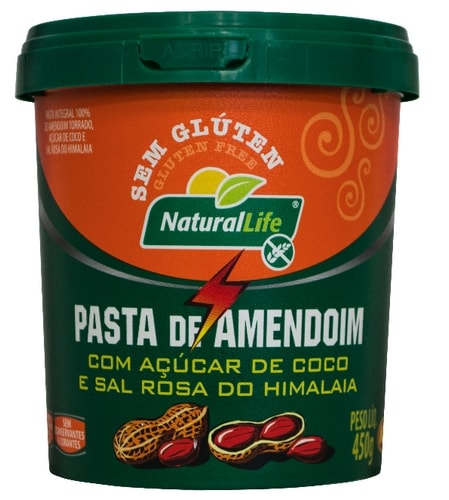 ABRIR
PASTA INTEGRAL 100%
DE AMENDOIM TORRADO,
AÇÚCAR DE COCO E
SAL ROSA DO HIMALAIA
SEM GLÚTEN
GLUTEN FREE
NaturalLife®
PASTA DE AMENDOIM
COM AÇÚCAR DE COCO
E SAL ROSA DO HIMALAIA
SEM
CONSERVANTES
E CORANTES
PESO LÍQ.
450g